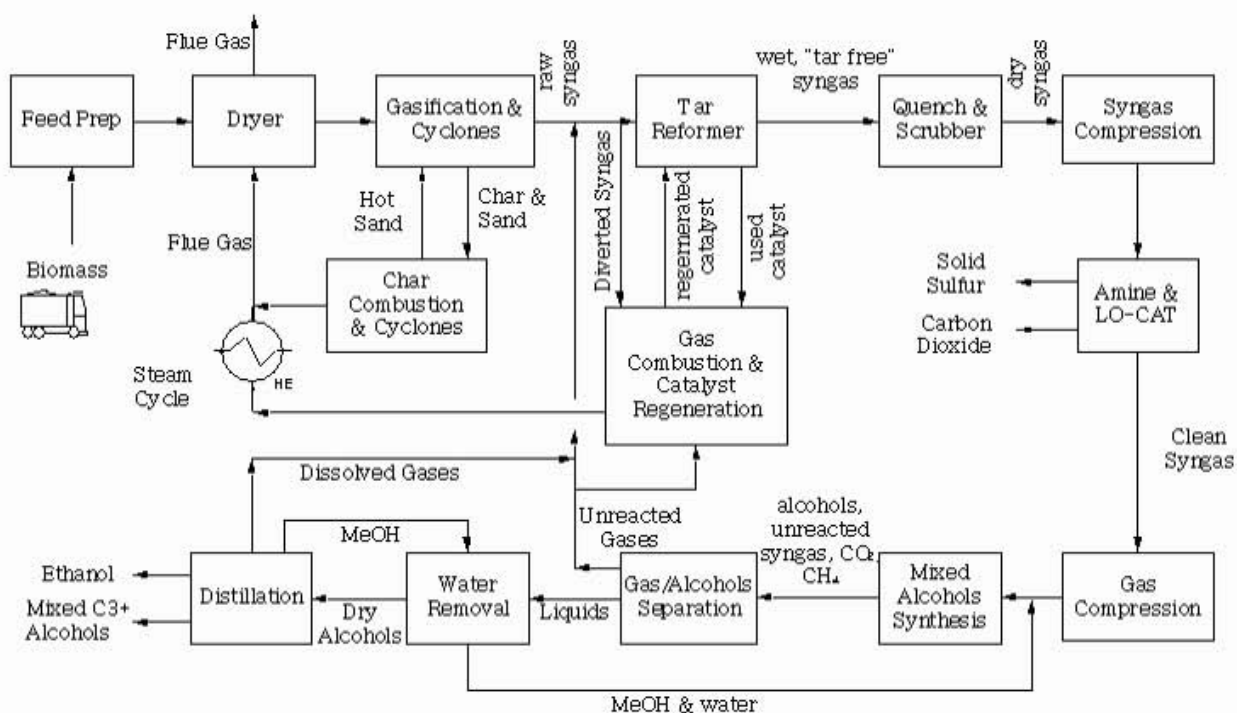 Flue Gas
Feed Prep
Dryer
Gasification &
Cyclones
raw
syngas
Tar
Reformer
wet, "tar free"
syngas
Quench &
Scrubber
dry
syngas
Syngas
Compression
Biomass
Flue Gas
Hot
Sand
Char &
Sand
Char
Combustion
& Cyclones
Diverted Syngas
regernerated
catalyst
used
catalyst
Gas
Combustion &
Catalyst
Regeneration
Solid
Sulfur
Carbon
Dioxide
Amine &
LO-CAT
Steam
Cycle
HE
Clean
Syngas
Dissolved Gases
MeOH
Unreacted
Gases
alcohols,
unreacted
syngas, CO₂,
CH₄
Ethanol
Mixed C3+
Alcohols
Distillation
Dry
Alcohols
Water
Removal
Liquids
Gas/Alcohols
Separation
Mixed
Alcohols
Synthesis
Gas
Compression
MeOH & water